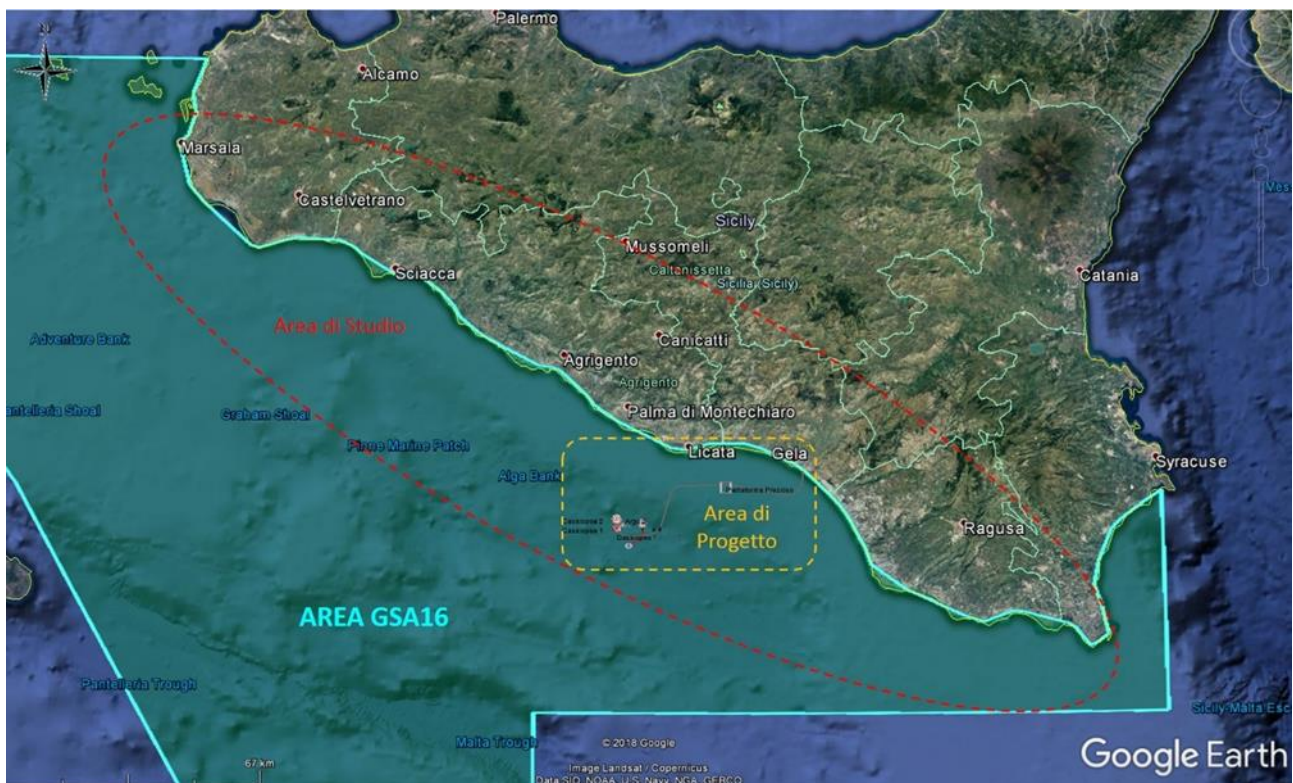 Palermo
Alcamo
Marsala
Castelvetrano
Sicily
Mussomeli
Caltanissetta
Sicilia (Sicily)
Catania
Sciacca
Area di Studio
Adventure Bank
Canicattì
Agrigento
Agrigento
Graham Shoal
Palma di Montechiaro
Pinne Marine Patch
Licata
Gela
Syracuse
Alga Bank
Area di
Progetto
Ragusa
AREA GSA16
Pantelleria Trough
Malta Trough
67 km
© 2018 Google
Image Landsat / Copernicus
Data SIO, NOAA, U.S. Navy, NGA, GEBCO
Google Earth